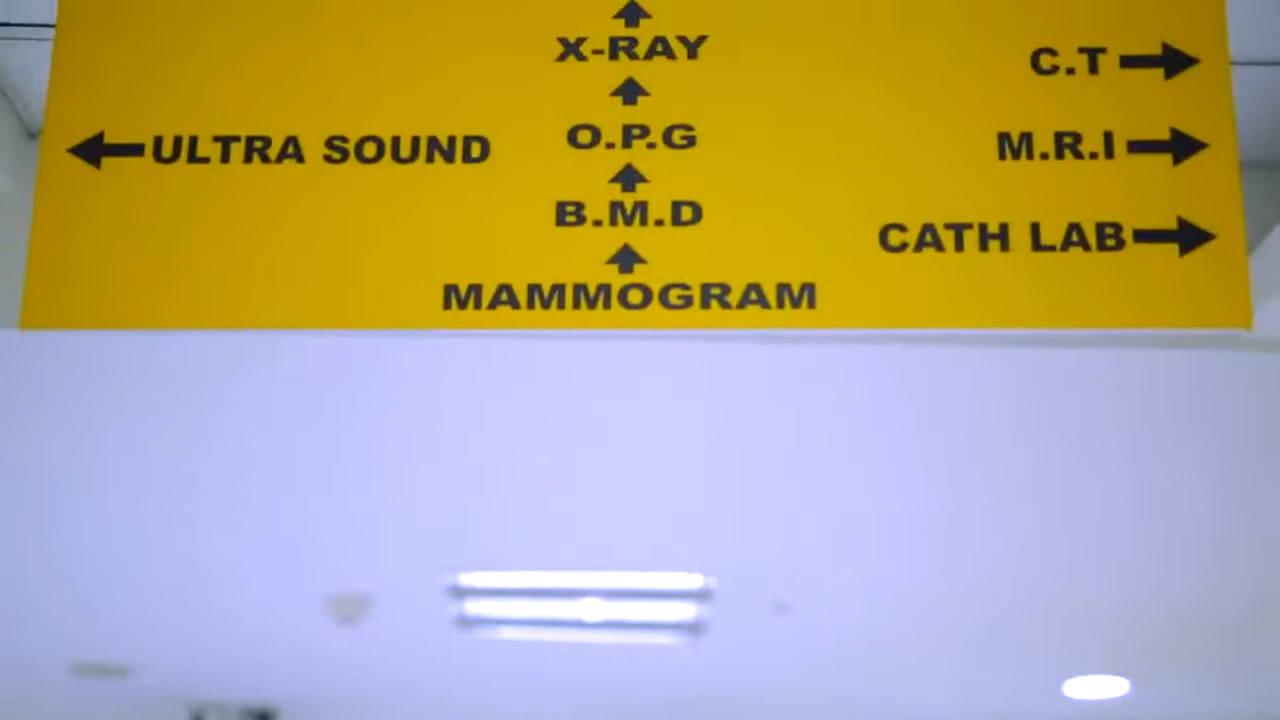 X-RAY
O.P.G
B.M.D
MAMMOGRAM
ULTRA SOUND
C.T
M.R.I
CATH LAB